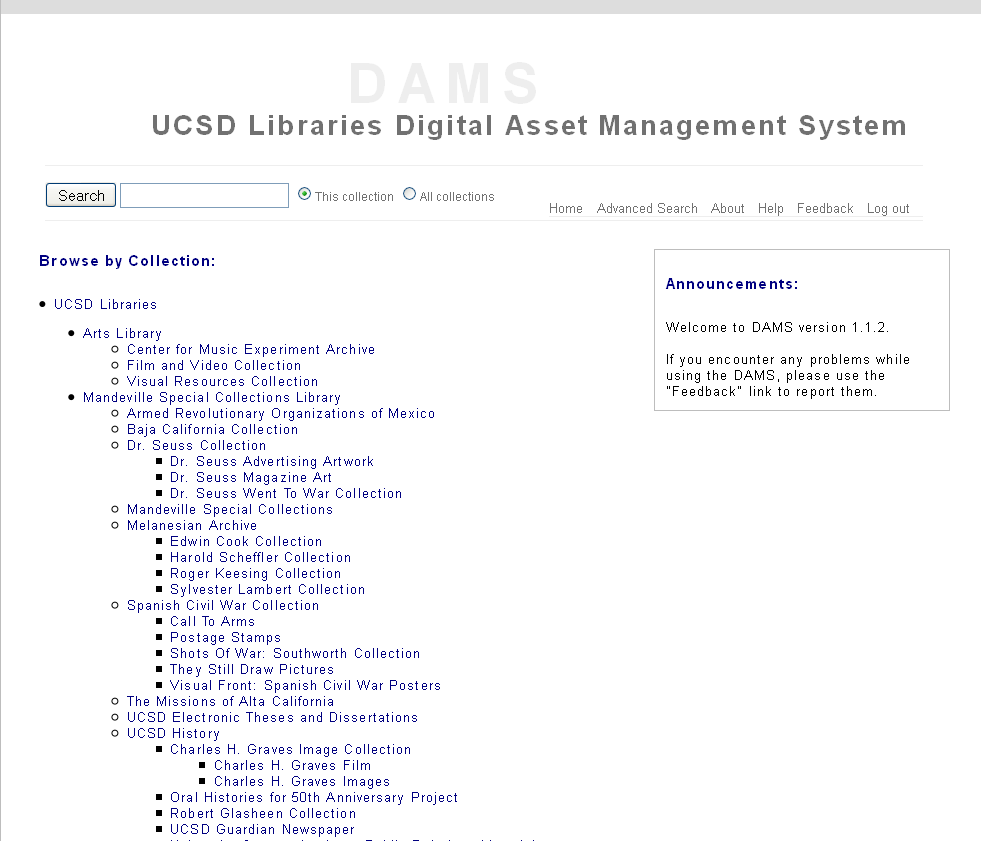 DAMS
UCSD Libraries Digital Asset Management System
Search This collection All collections
Home Advanced Search About Help Feedback Log out
Browse by Collection:
UCSD Libraries
Arts Library
Center for Music Experiment Archive
Film and Video Collection
Visual Resources Collection
Mandeville Special Collections Library
Armed Revolutionary Organizations of Mexico
Baja California Collection
Dr. Seuss Collection
Dr. Seuss Advertising Artwork
Dr. Seuss Magazine Art
Dr. Seuss Went To War Collection
Mandeville Special Collections
Melanesian Archive
Edwin Cook Collection
Harold Scheffler Collection
Roger Keesing Collection
Sylvester Lambert Collection
Spanish Civil War Collection
Call To Arms
Postage Stamps
Shots Of War: Southworth Collection
They Still Draw Pictures
Visual Front: Spanish Civil War Posters
The Missions of Alta California
UCSD Electronic Theses and Dissertations
UCSD History
Charles H. Graves Image Collection
Charles H. Graves Film
Charles H. Graves Images
Oral Histories for 50th Anniversary Project
Robert Glasheen Collection
UCSD Guardian Newspaper
Announcements:
Welcome to DAMS version 1.1.2.
If you encounter any problems while
using the DAMS, please use the
"Feedback" link to report them.